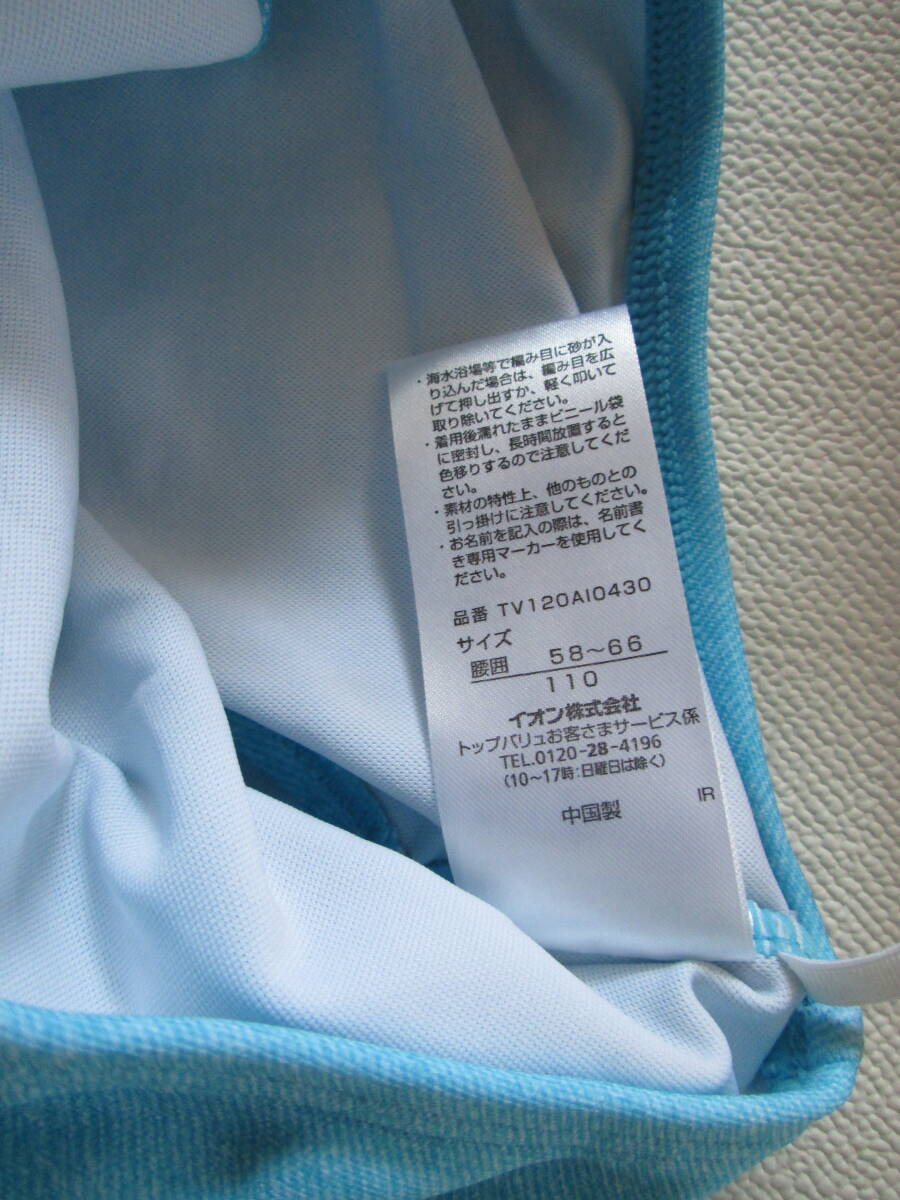 ・海水浴場等で編み目に砂が入
り込んだ場合は、編み目を広
げて押し出すか、軽く叩いて
取り除いてください。
・着用後濡れたままビニール袋
に密封し、長時間放置すると
色移りするので注意してくだ
さい。
・素材の特性上、他のものとの
引っ掛けに注意してください。
・お名前を記入の際は、名前書
き専用マーカーを使用してく
ださい。
品番 TV120AI0430
サイズ
腰囲 58～66
110
イオン株式会社
トップバリュお客さまサービス係
TEL.0120-28-4196
(10～17時:日曜日は除く)
IR
中国製